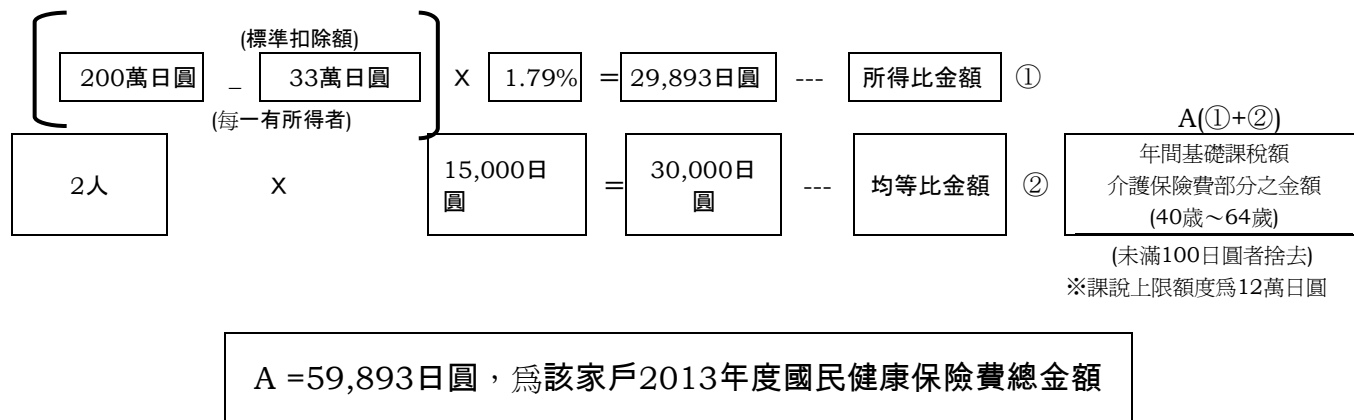 (標準扣除額)
200萬日圓 – 33萬日圓 X 1.79% = 29,893日圓 --- 所得比金額 ①
(每一有所得者)
A(①+②)
2人 X 15,000日圓 = 30,000日圓 --- 均等比金額 ② 年間基礎課稅額
介護保險費部分之金額
(40歲～64歲)
(未滿100日圓者捨去)
※課說上限額度爲12萬日圓
A =59,893日圓，爲該家戶2013年度國民健康保險費總金額